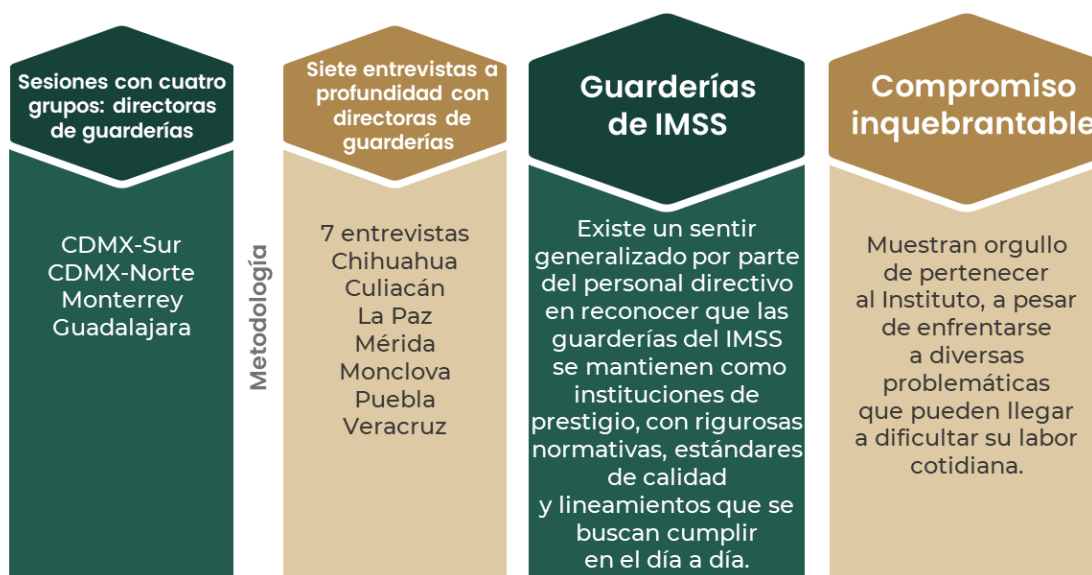 Sesiones con cuatro
grupos: directoras
de guarderías
CDMX-Sur
CDMX-Norte
Monterrey
Guadalajara
Metodología
Siete entrevistas a
profundidad con
directoras de
guarderías
7 entrevistas
Chihuahua
Culiacán
La Paz
Mérida
Monclova
Puebla
Veracruz
Guarderías
de IMSS
Existe un sentir
generalizado por parte
del personal directivo
en reconocer que las
guarderías del IMSS
se mantienen como
instituciones de
prestigio, con rigurosas
normativas, estándares
de calidad
y lineamientos que se
buscan cumplir
en el día a día.
Compromiso
inquebrantable
Muestran orgullo
de pertenecer
al Instituto, a pesar
de enfrentarse
a diversas
problemáticas
que pueden llegar
a dificultar su labor
cotidiana.